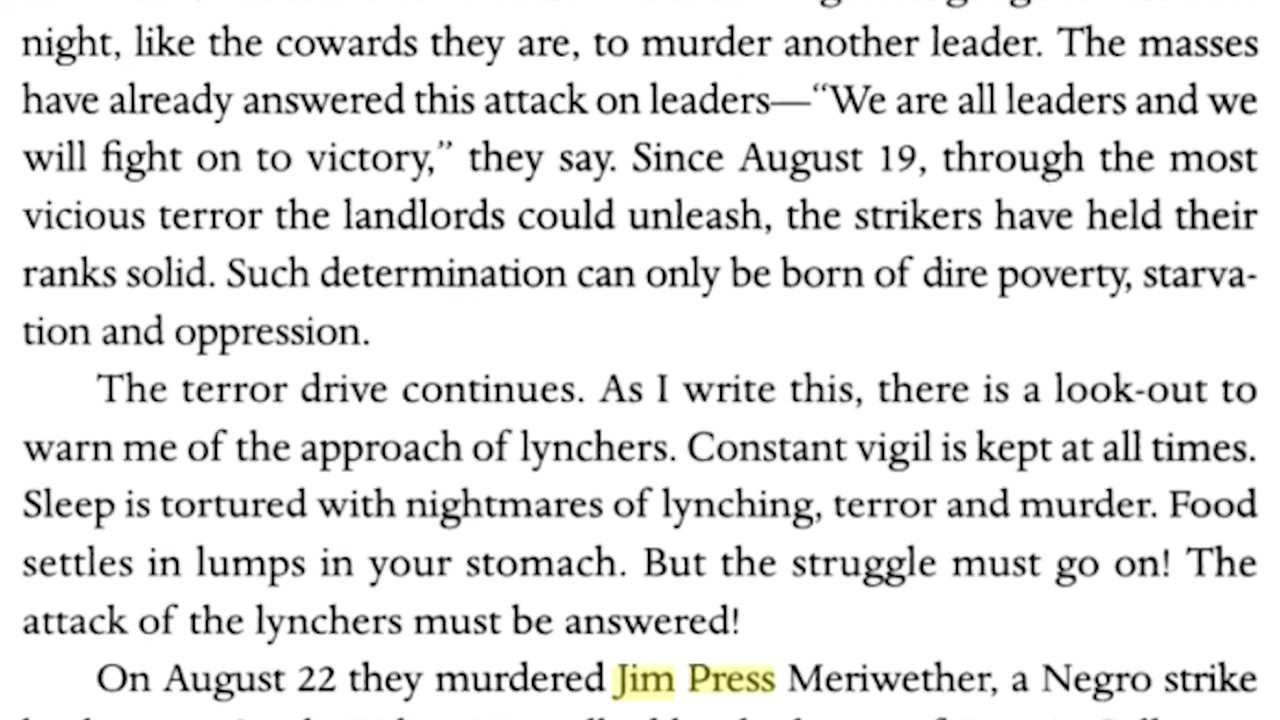 night, like the cowards they are, to murder another leader. The masses
have already answered this attack on leaders—“We are all leaders and we
will fight on to victory,” they say. Since August 19, through the most
vicious terror the landlords could unleash, the strikers have held their
ranks solid. Such determination can only be born of dire poverty, starva-
tion and oppression.
The terror drive continues. As I write this, there is a look-out to
warn me of the approach of lynchers. Constant vigil is kept at all times.
Sleep is tortured with nightmares of lynching, terror and murder. Food
settles in lumps in your stomach. But the struggle must go on! The
attack of the lynchers must be answered!
On August 22 they murdered Jim Press Meriwether, a Negro strike